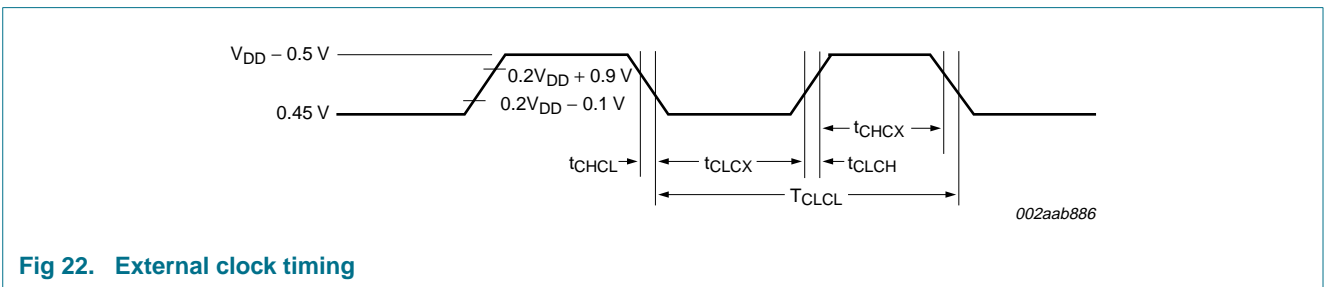 V_DD − 0.5 V
0.2V_DD + 0.9 V
0.2V_DD − 0.1 V
0.45 V
t_CHCX
t_CHCL
t_CLCX
t_CLCH
T_CLCL
002aab886
Fig 22. External clock timing